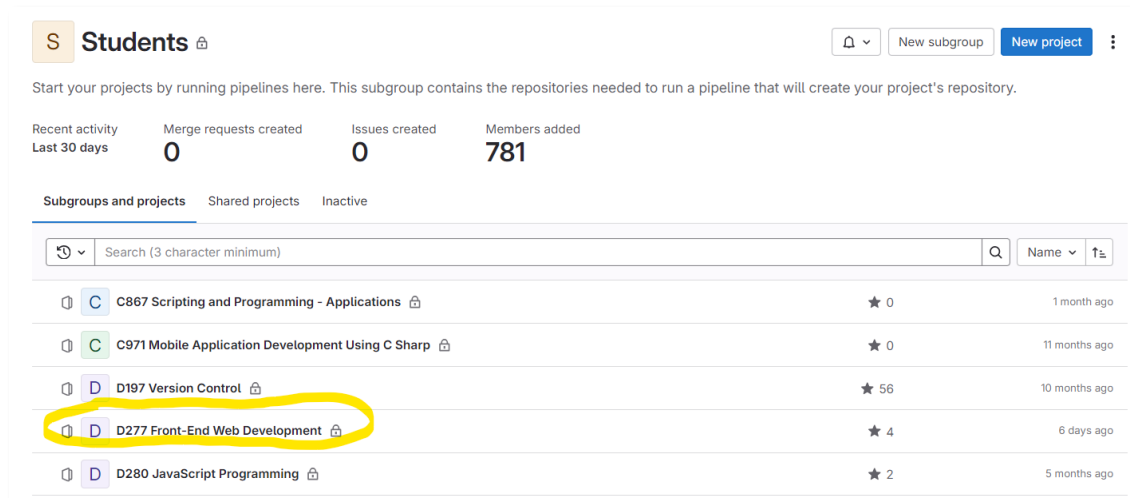 S Students
New subgroup New project
Start your projects by running pipelines here. This subgroup contains the repositories needed to run a pipeline that will create your project's repository.
Recent activity Merge requests created Issues created Members added
Last 30 days 0 0 781
Subgroups and projects Shared projects Inactive
Search (3 character minimum) Name
C C867 Scripting and Programming - Applications 0 1 month ago
C C971 Mobile Application Development Using C Sharp 0 11 months ago
D D197 Version Control 56 10 months ago
D D277 Front-End Web Development 4 6 days ago
D D280 JavaScript Programming 2 5 months ago